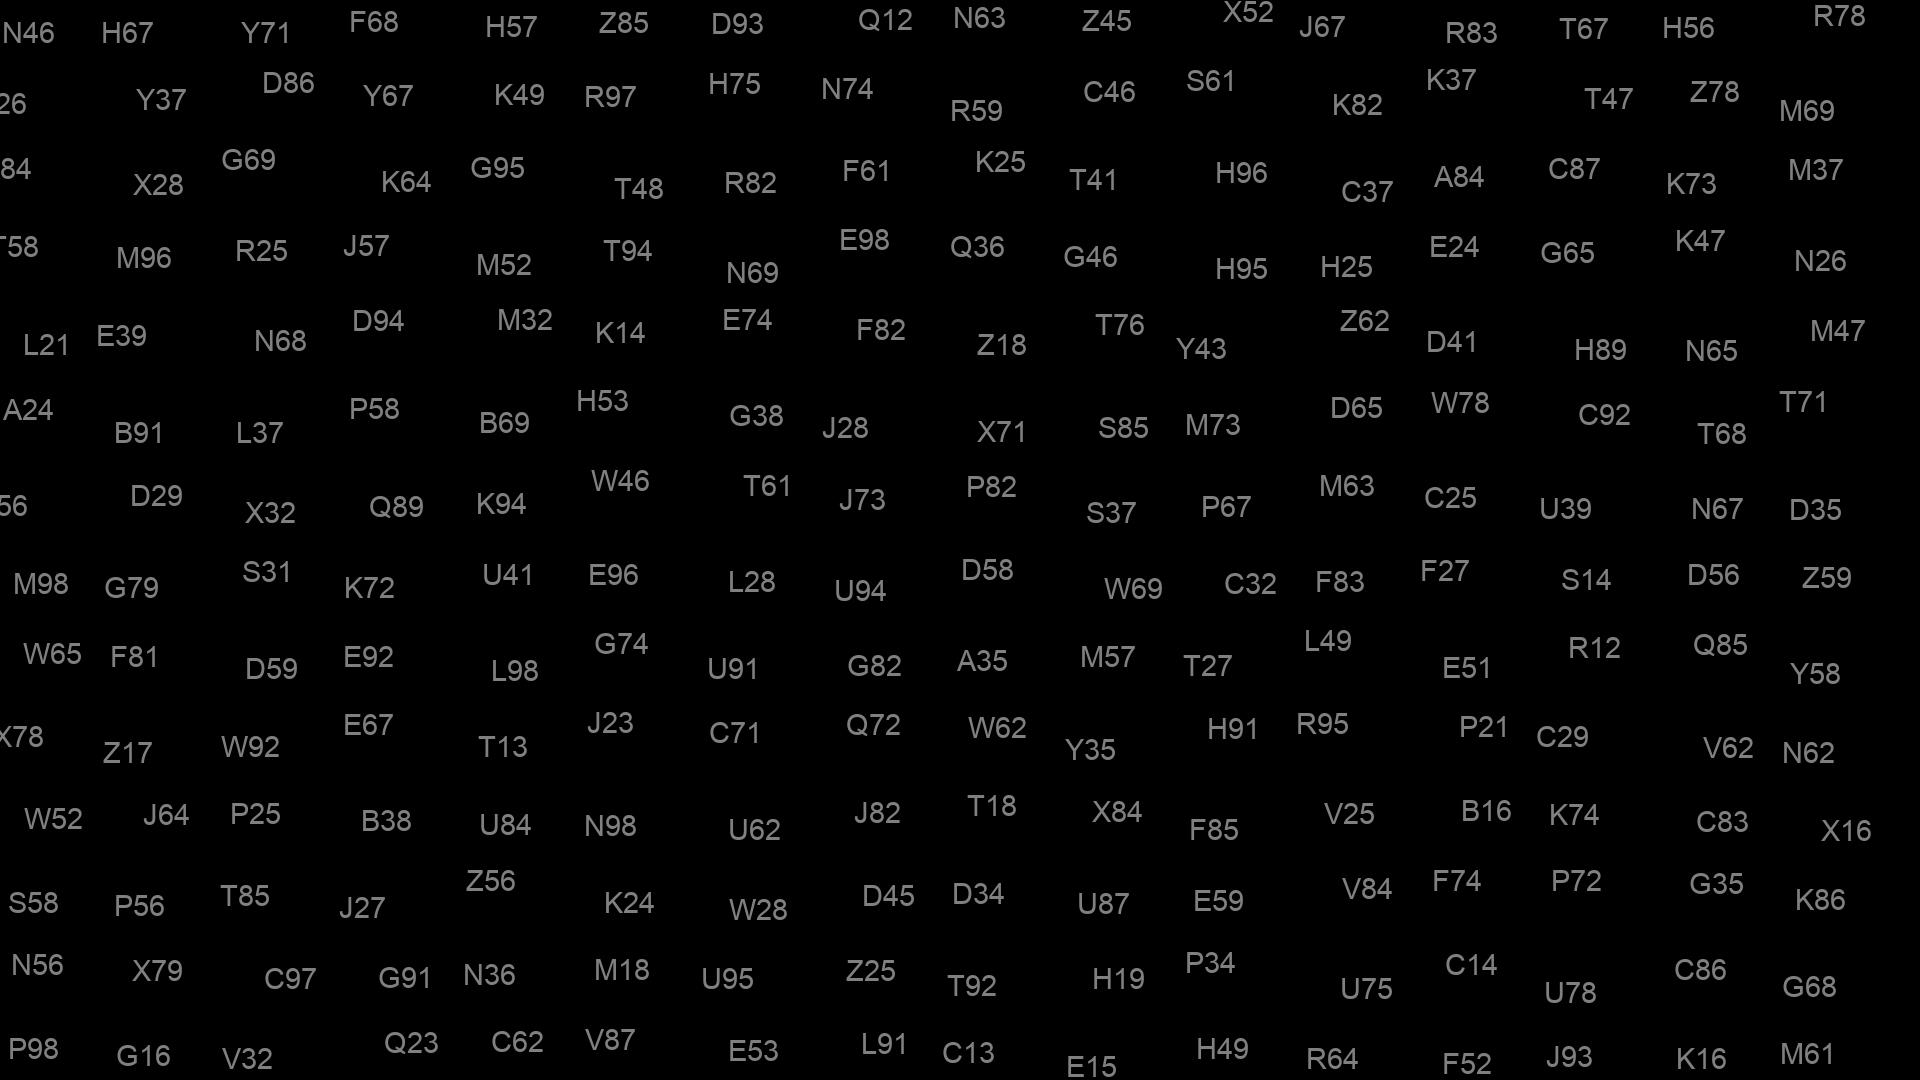 N46 H67 Y71 F68 H57 Z85 D93 Q12 N63 Z45 X52 J67 R83 T67 H56 R78
26 Y37 D86 Y67 K49 R97 H75 N74 R59 C46 S61 K82 K37 T47 Z78 M69
84 X28 G69 K64 G95 T48 R82 F61 K25 T41 H96 C37 A84 C87 K73 M37
T58 M96 R25 J57 M52 T94 N69 E98 Q36 G46 H95 H25 E24 G65 K47 N26
L21 E39 N68 D94 M32 K14 E74 F82 Z18 T76 Y43 Z62 D41 H89 N65 M47
A24 B91 L37 P58 B69 H53 G38 J28 X71 S85 M73 D65 W78 C92 T68 T71
56 D29 X32 Q89 K94 W46 T61 J73 P82 S37 P67 M63 C25 U39 N67 D35
M98 G79 S31 K72 U41 E96 L28 U94 D58 W69 C32 F83 F27 S14 D56 Z59
W65 F81 D59 E92 L98 G74 U91 G82 A35 M57 T27 L49 E51 R12 Q85 Y58
X78 Z17 W92 E67 T13 J23 C71 Q72 W62 Y35 H91 R95 P21 C29 V62 N62
W52 J64 P25 B38 U84 N98 U62 J82 T18 X84 F85 V25 B16 K74 C83 X16
S58 P56 T85 J27 Z56 K24 W28 D45 D34 U87 E59 V84 F74 P72 G35 K86
N56 X79 C97 G91 N36 M18 U95 Z25 T92 H19 P34 U75 C14 U78 C86 G68
P98 G16 V32 Q23 C62 V87 E53 L91 C13 E15 H49 R64 F52 J93 K16 M61